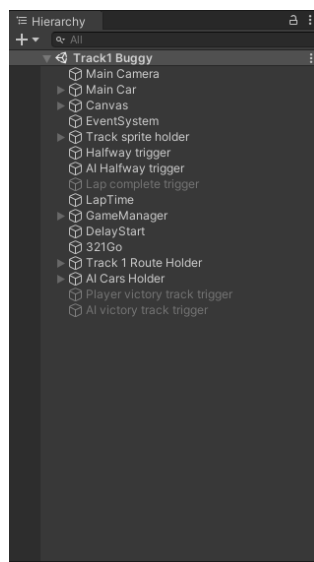 Hierarchy
All
Track1 Buggy
Main Camera
Main Car
Canvas
EventSystem
Track sprite holder
Halfway trigger
AI Halfway trigger
Lap complete trigger
LapTime
GameManager
DelayStart
321Go
Track 1 Route Holder
AI Cars Holder
Player victory track trigger
AI victory track trigger